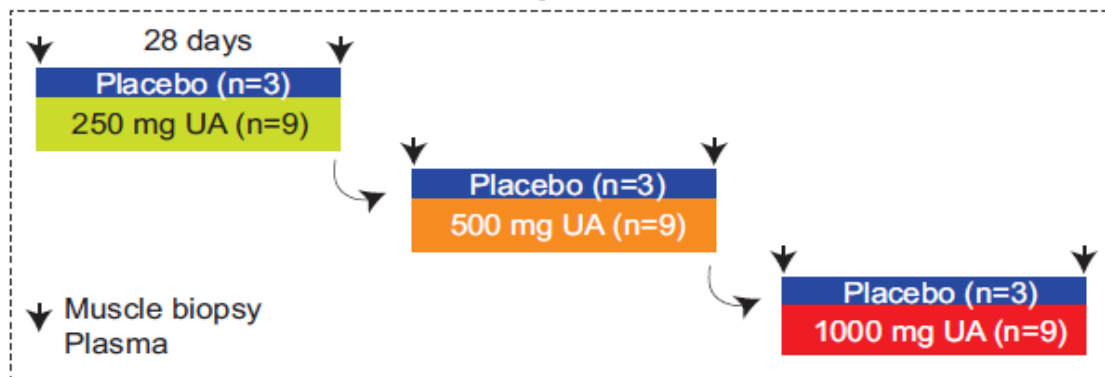 28 days
Placebo (n=3)
250 mg UA (n=9)
Placebo (n=3)
500 mg UA (n=9)
Placebo (n=3)
1000 mg UA (n=9)
Muscle biopsy
Plasma